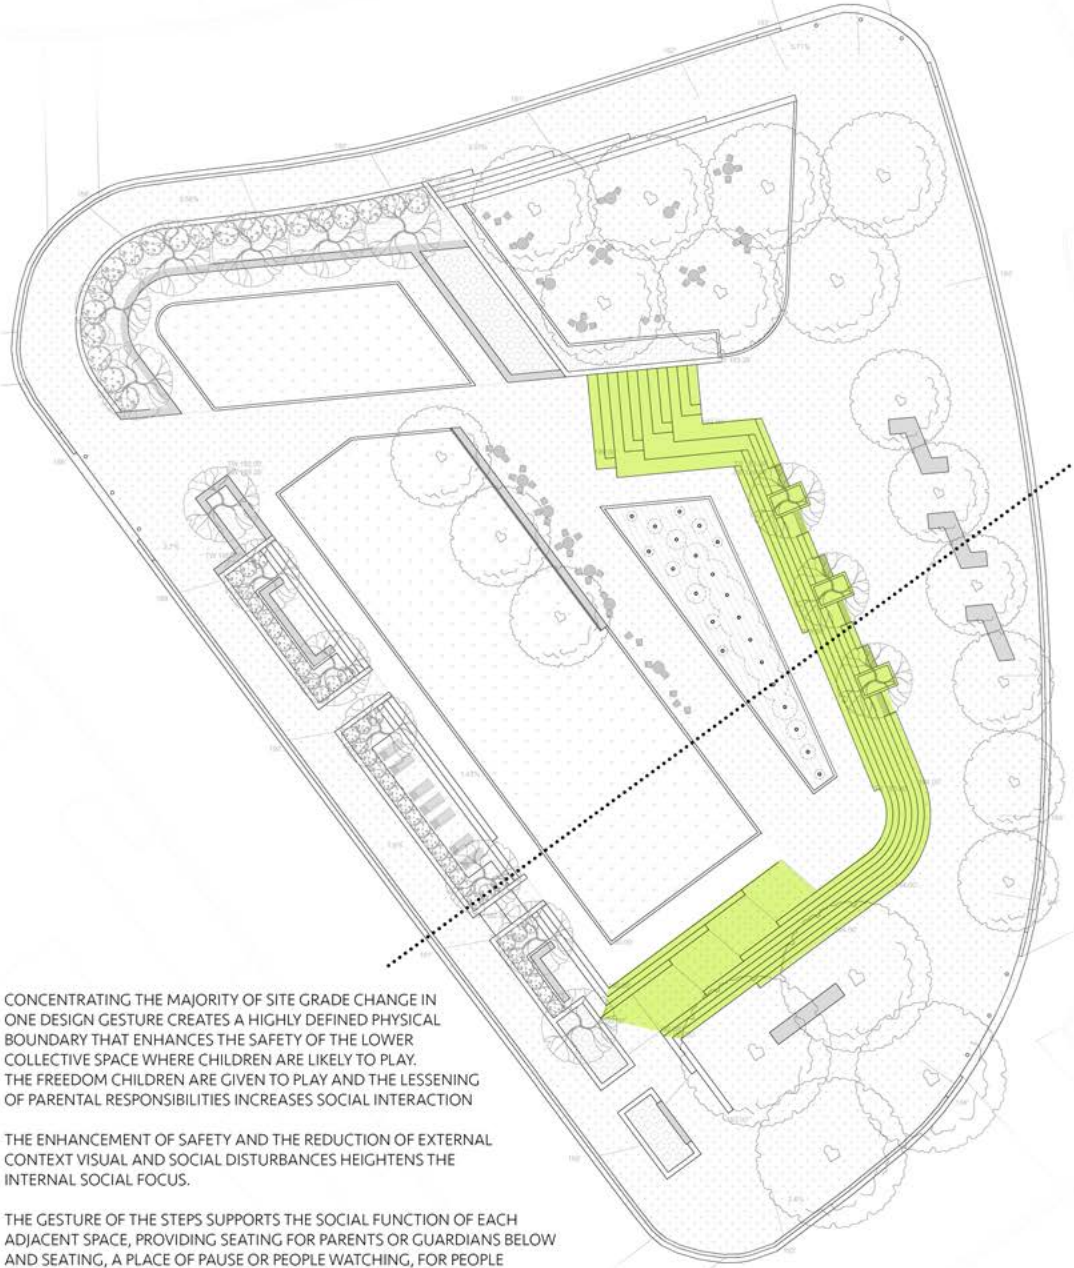 CONCENTRATING THE MAJORITY OF SITE GRADE CHANGE IN
ONE DESIGN GESTURE CREATES A HIGHLY DEFINED PHYSICAL
BOUNDARY THAT ENHANCES THE SAFETY OF THE LOWER
COLLECTIVE SPACE WHERE CHILDREN ARE LIKELY TO PLAY.
THE FREEDOM CHILDREN ARE GIVEN TO PLAY AND THE LESSENING
OF PARENTAL RESPONSIBILITIES INCREASES SOCIAL INTERACTION
THE ENHANCEMENT OF SAFETY AND THE REDUCTION OF EXTERNAL
CONTEXT VISUAL AND SOCIAL DISTURBANCES HEIGHTENS THE
INTERNAL SOCIAL FOCUS.
THE GESTURE OF THE STEPS SUPPORTS THE SOCIAL FUNCTION OF EACH
ADJACENT SPACE, PROVIDING SEATING FOR PARENTS OR GUARDIANS BELOW
AND SEATING, A PLACE OF PAUSE OR PEOPLE WATCHING, FOR PEOPLE